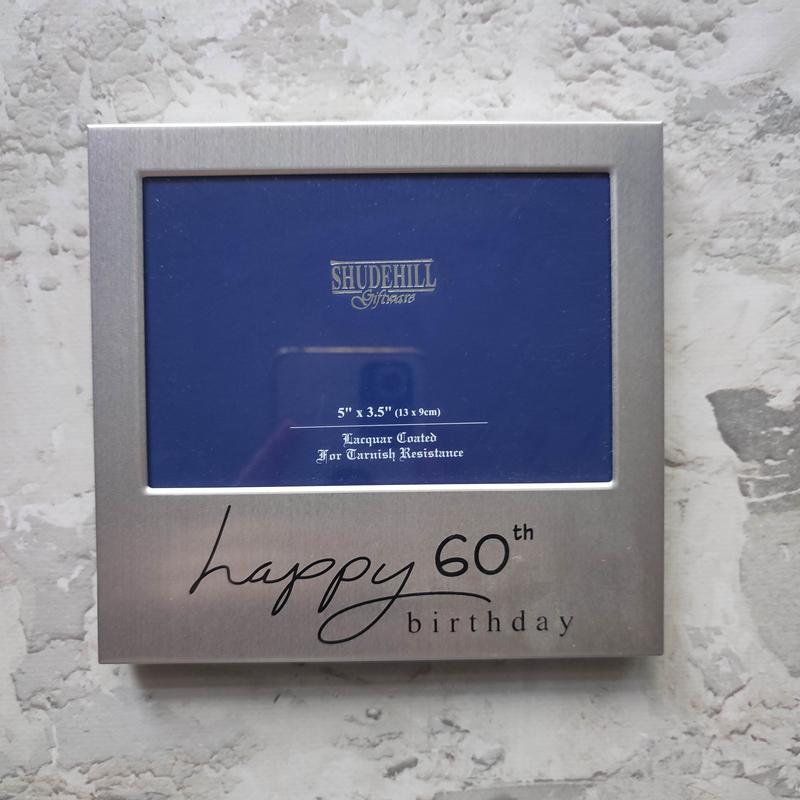 SHUDEHILL
Giftware
5" x 3.5" (13 x 9cm)
Lacquar Coated
For Tarnish Resistance
happy 60th
birthday